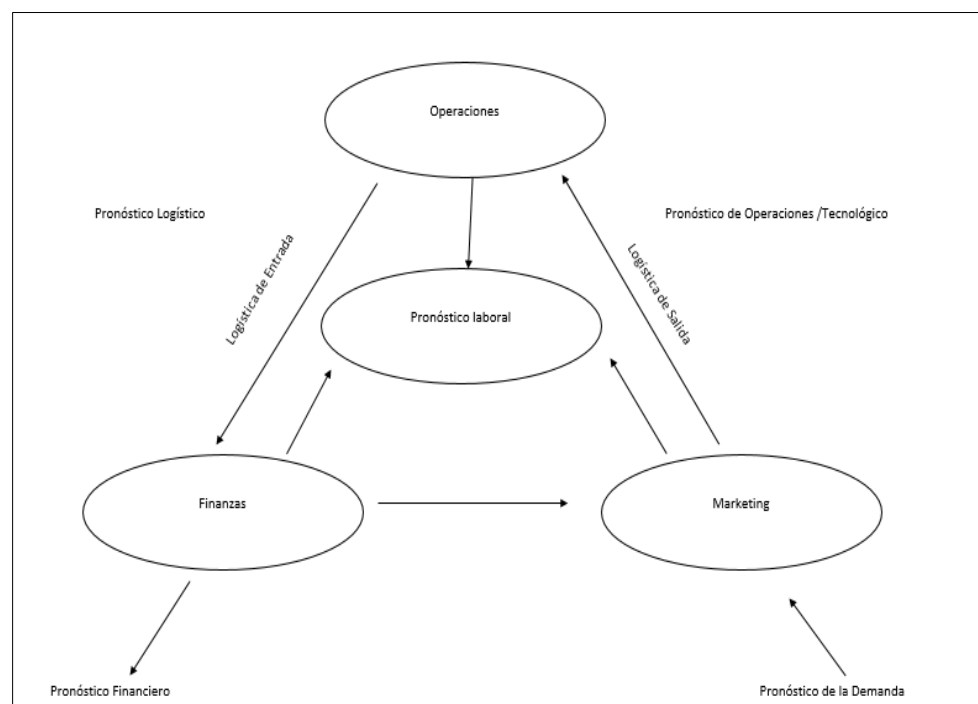 Operaciones
Pronóstico Logístico
Pronóstico de Operaciones /Tecnológico
Logística de Entrada
Logística de Salida
Pronóstico laboral
Finanzas
Marketing
Pronóstico Financiero
Pronóstico de la Demanda